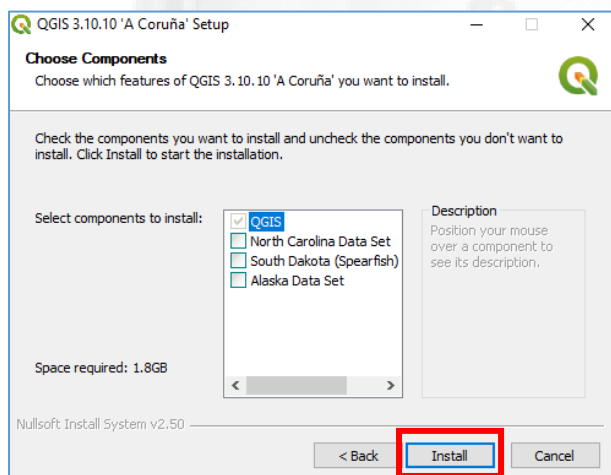 QGIS 3.10.10 'A Coruña' Setup
Choose Components
Choose which features of QGIS 3.10.10 'A Coruña' you want to install.
Check the components you want to install and uncheck the components you don't want to
install. Click Install to start the installation.
Select components to install:
QGIS
North Carolina Data Set
South Dakota (Spearfish)
Alaska Data Set
Description
Position your mouse
over a component to
see its description.
Space required: 1.8GB
Nullsoft Install System v2.50
< Back
Install
Cancel